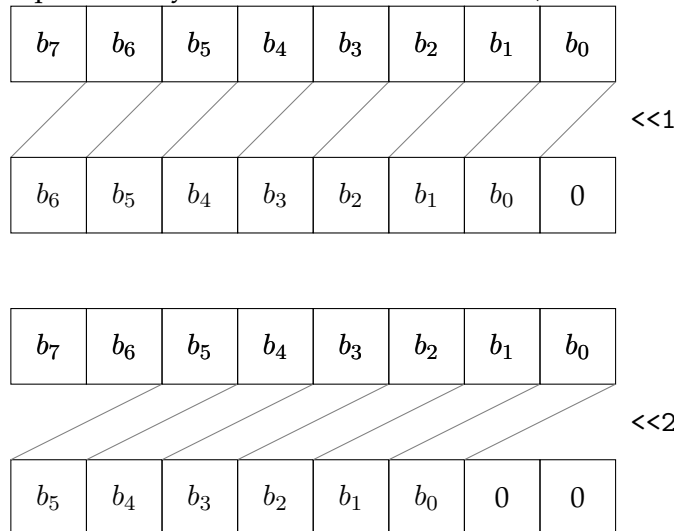 b₇ b₆ b₅ b₄ b₃ b₂ b₁ b₀
<<1
b₆ b₅ b₄ b₃ b₂ b₁ b₀ 0
b₇ b₆ b₅ b₄ b₃ b₂ b₁ b₀
<<2
b₅ b₄ b₃ b₂ b₁ b₀ 0 0